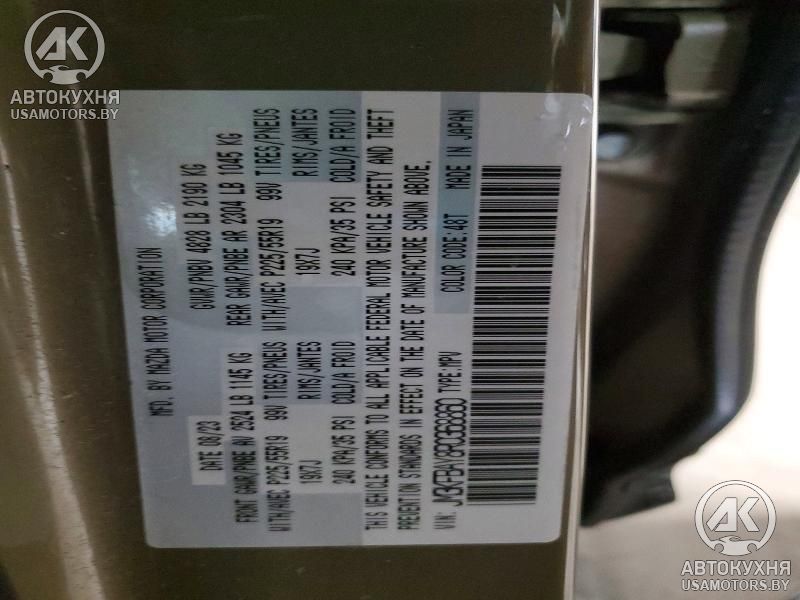 AK
АВТОКУХНЯ
USAMOTORS.BY
MFD. BY MAZDA MOTOR CORPORATION
DATE 08/23 GVWR/PNBV 4828 LB 2190 KG
FRONT GAWR/PNBE AV 2524 LB 1145 KG REAR GAWR/PNBE AR 2304 LB 1045 KG
WITH/AVEC P225/55R19 99V TIRES/PNEUS WITH/AVEC P225/55R19 99V TIRES/PNEUS
19X7J RIMS/JANTES 19X7J RIMS/JANTES
240 KPA/35 PSI COLD/A FROID 240 KPA/35 PSI COLD/A FROID
THIS VEHICLE CONFORMS TO ALL APPLICABLE FEDERAL MOTOR VEHICLE SAFETY AND THEFT
PREVENTION STANDARDS IN EFFECT ON THE DATE OF MANUFACTURE SHOWN ABOVE.
VIN: TYPE:MPV COLOR CODE:48T MADE IN JAPAN
AK
АВТОКУХНЯ
USAMOTORS.BY